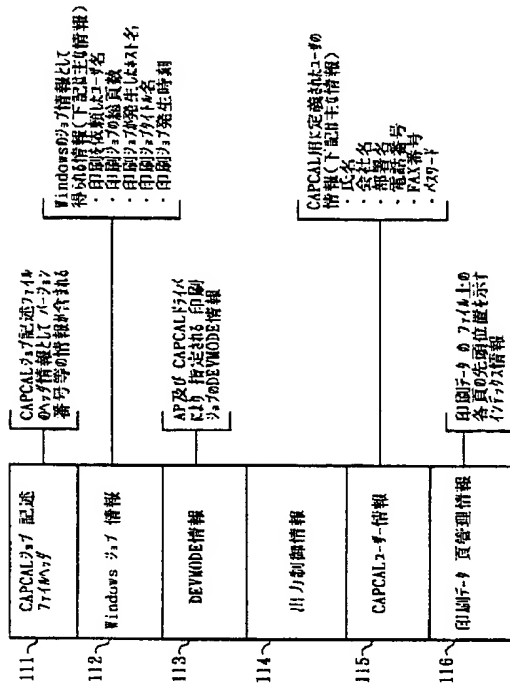 111
CAPCALジョブ記述
ファイルヘッダ
CAPCALジョブ記述ファイル
のヘッダ情報としてバージョン
番号等の情報が含まれる
112
Windows ジョブ 情報
Windowsのジョブ情報として
得られる情報(下記は主な情報)
・印刷を依頼したユーザ名
・印刷ジョブの総頁数
・印刷ジョブが発生したホスト名
・印刷ジョブタイトル名
・印刷ジョブ発生時刻
113
DEVMODE情報
AP及び CAPCALドライバ
により 指定される 印刷
ジョブのDEVMODE情報
114
出力制御情報
115
CAPCALユーザー情報
CAPCAL用に定義されたユーザの
情報(下記は主な情報)
・氏名
・会社名
・部署名
・電話番号
・FAX番号
・パスワード
116
印刷データ 頁管理情報
印刷データ の ファイル上の
各頁の先頭位置を示す
インデックス情報